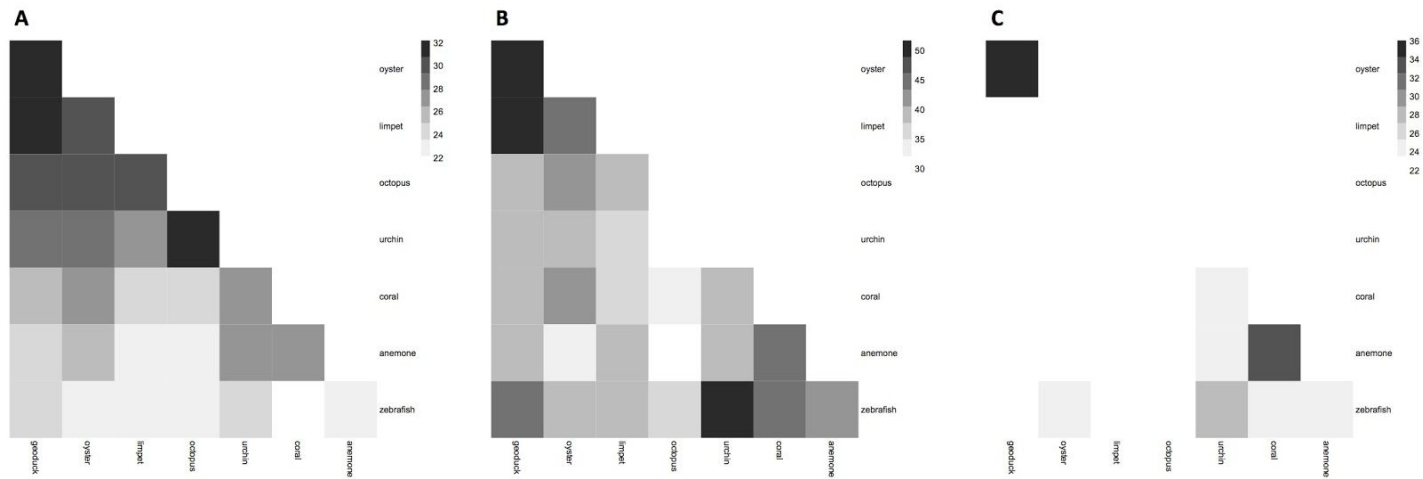 A
32
30
28
26
24
22
oyster
limpet
octopus
urchin
coral
anemone
zebrafish
geoduck
oyster
limpet
octopus
urchin
coral
anemone
B
50
45
40
35
30
oyster
limpet
octopus
urchin
coral
anemone
zebrafish
geoduck
oyster
limpet
octopus
urchin
coral
anemone
C
36
34
32
30
28
26
24
22
oyster
limpet
octopus
urchin
coral
anemone
zebrafish
geoduck
oyster
limpet
octopus
urchin
coral
anemone